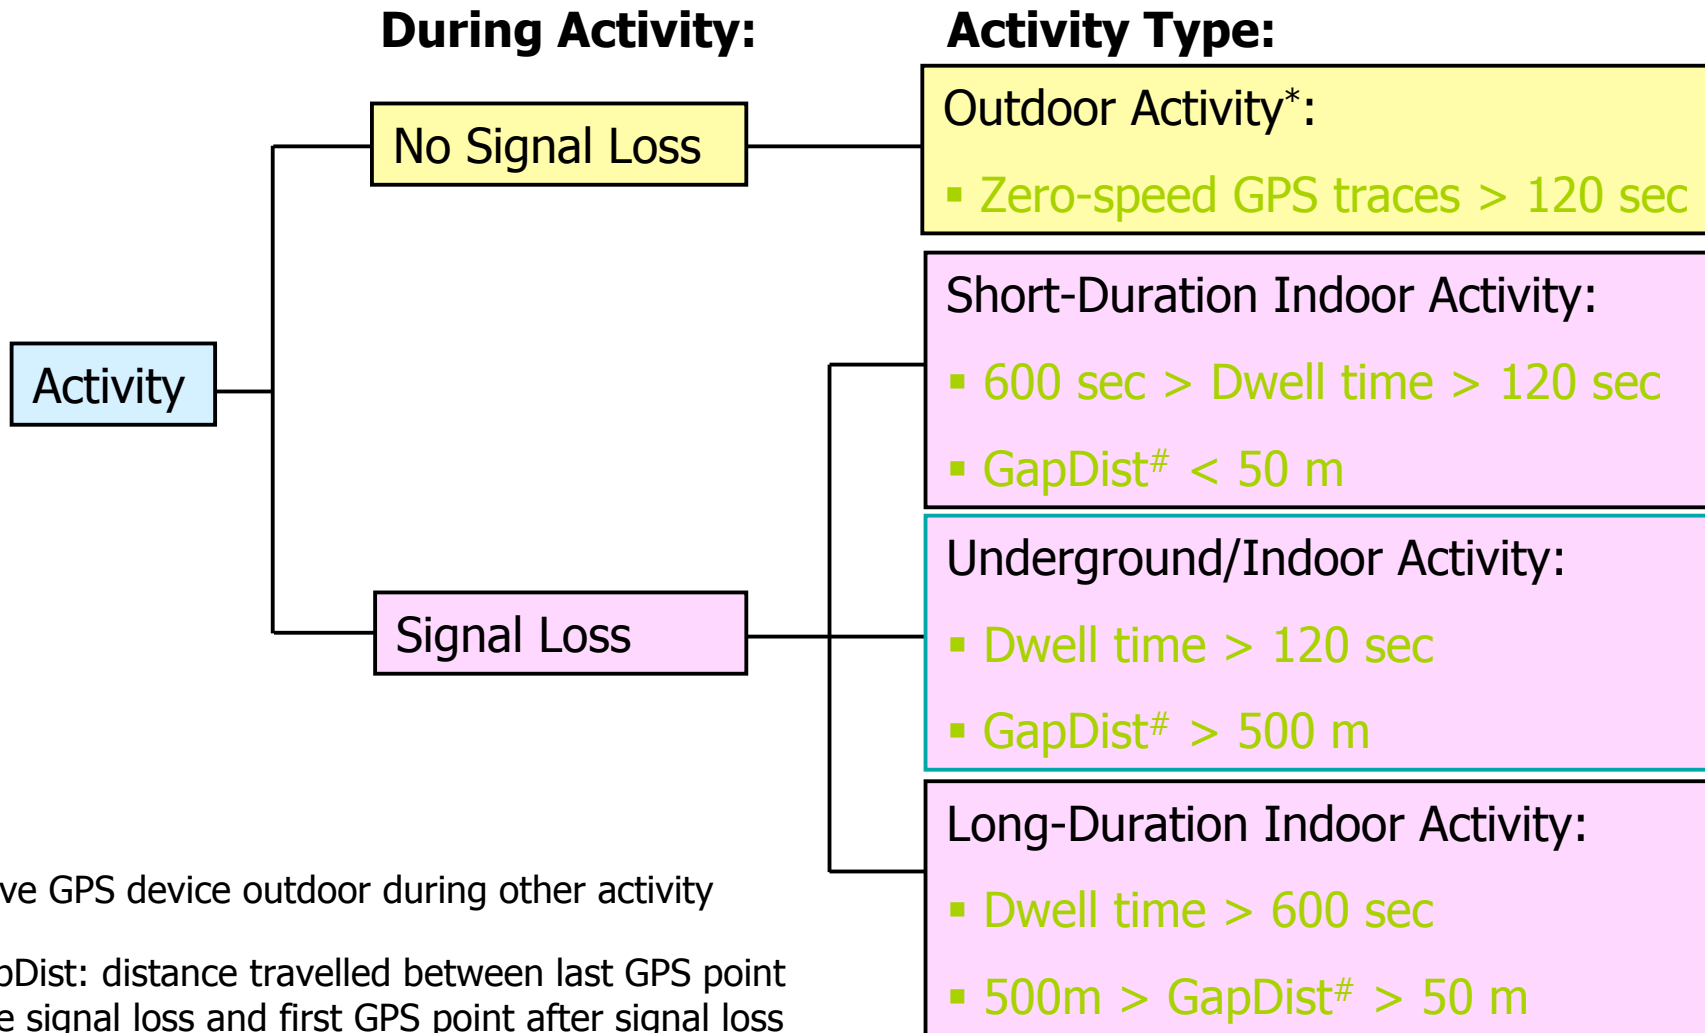 During Activity:
Activity Type:
Activity
No Signal Loss
Signal Loss
Outdoor Activity*:
▪ Zero-speed GPS traces > 120 sec
Short-Duration Indoor Activity:
▪ 600 sec > Dwell time > 120 sec
▪ GapDist# < 50 m
Underground/Indoor Activity:
▪ Dwell time > 120 sec
▪ GapDist# > 500 m
Long-Duration Indoor Activity:
▪ Dwell time > 600 sec
▪ 500m > GapDist# > 50 m
GPS device outdoor during other activity
distance travelled between last GPS point
signal loss and first GPS point after signal loss